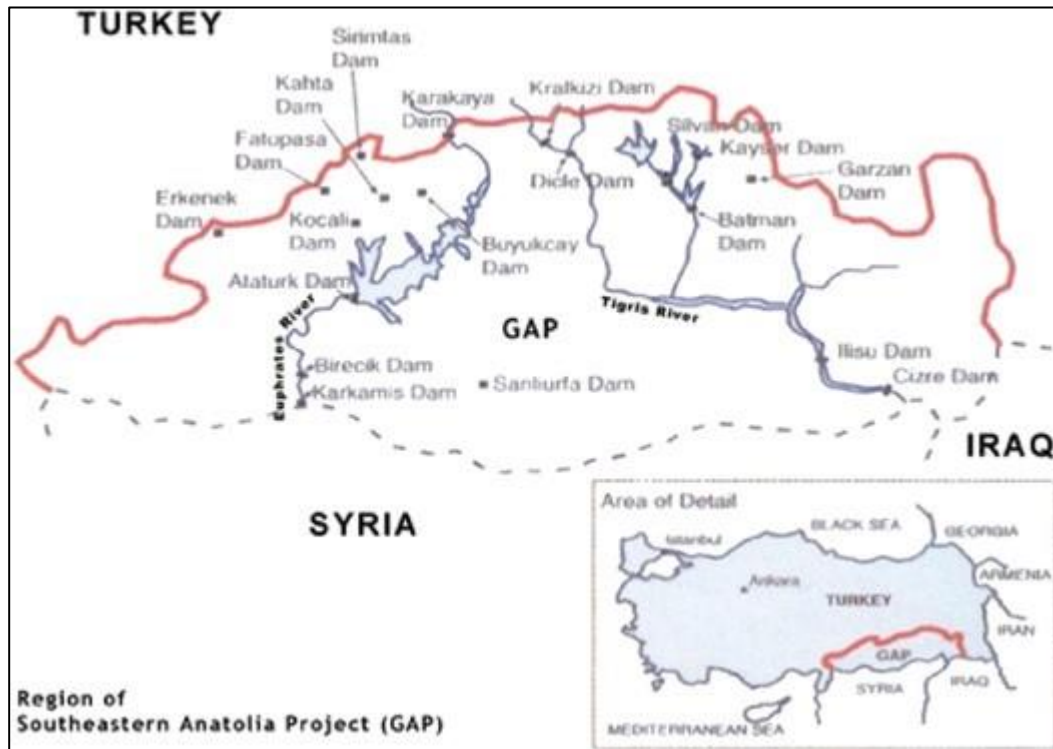 TURKEY
Sirimtas
Dam
Kahta
Dam
Fatopasa
Dam
Erkenek
Dam
Kocali
Dam
Karakaya
Dam
Kralkizi Dam
Silvan Dam
Kayser Dam
Garzan
Dam
Dicle Dam
Batman
Dam
Buyukcay
Dam
Ataturk Dam
Euphrates River
Tigris River
GAP
Birecik Dam
Karkamis Dam
Sanliurfa Dam
Ilisu Dam
Cizre Dam
IRAQ
SYRIA
Region of
Southeastern Anatolia Project (GAP)
Area of Detail
BLACK SEA
GEORGIA
Istanbul
ARMENIA
Ankara
TURKEY
IRAN
GAP
SYRIA
IRAQ
MEDITERRANEAN SEA